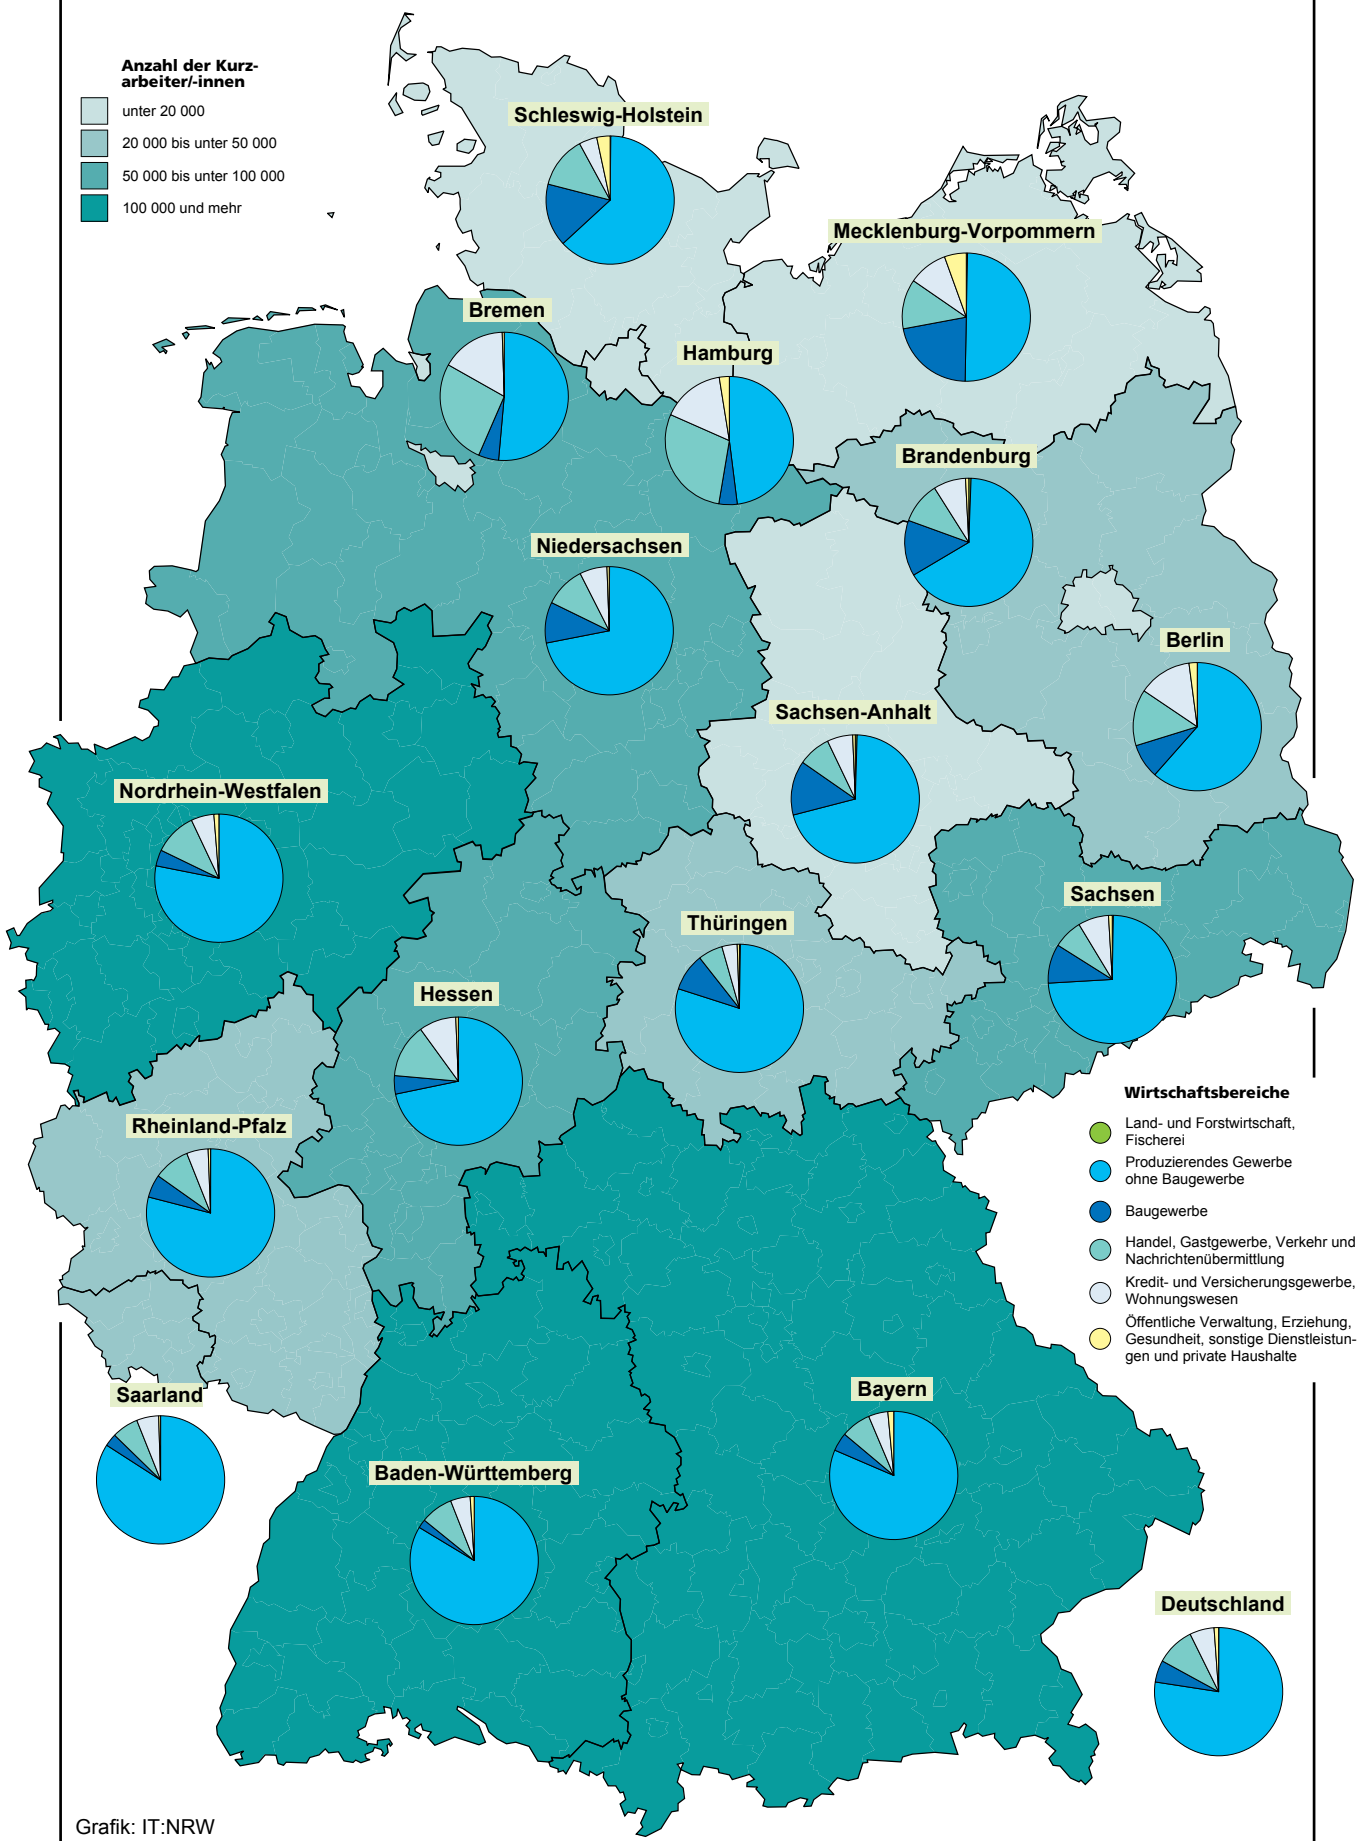 Anzahl der Kurz-
arbeiter/-innen
unter 20 000
20 000 bis unter 50 000
50 000 bis unter 100 000
100 000 und mehr
Schleswig-Holstein
Mecklenburg-Vorpommern
Bremen
Hamburg
Brandenburg
Niedersachsen
Berlin
Sachsen-Anhalt
Nordrhein-Westfalen
Sachsen
Thüringen
Hessen
Rheinland-Pfalz
Wirtschaftsbereiche
Land- und Forstwirtschaft,
Fischerei
Produzierendes Gewerbe
ohne Baugewerbe
Baugewerbe
Handel, Gastgewerbe, Verkehr und
Nachrichtenübermittlung
Kredit- und Versicherungsgewerbe,
Wohnungswesen
Öffentliche Verwaltung, Erziehung,
Gesundheit, sonstige Dienstleistun-
gen und private Haushalte
Saarland
Bayern
Baden-Württemberg
Deutschland
Grafik: IT:NRW